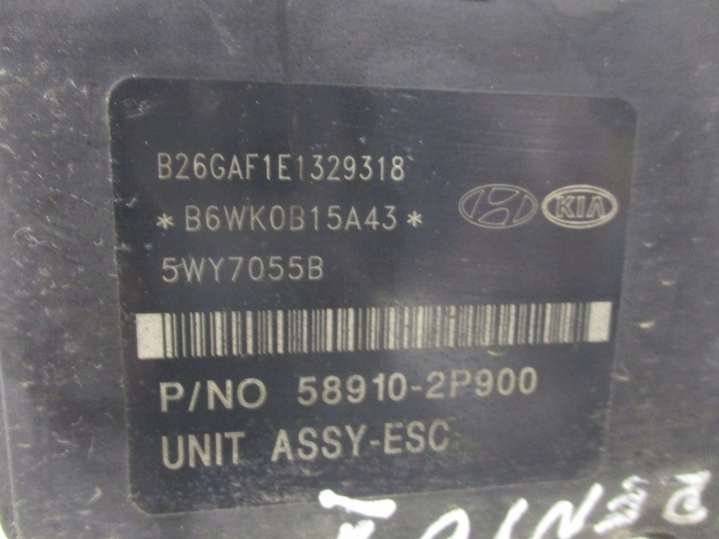 B26GAF1E1329318
*B6WK0B15A43*
KIA
5WY7055B
P/NO 58910-2P900
UNIT ASSY-ESC